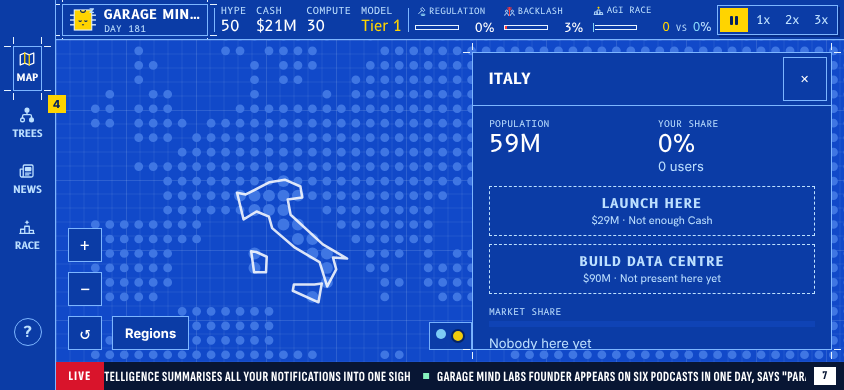 GARAGE MIN...
DAY 181
HYPE
50
CASH
$21M
COMPUTE
30
MODEL
Tier 1
REGULATION
0%
BACKLASH
3%
AGI RACE
0 VS 0%
1x
2x
3x
MAP
4
TREES
NEWS
RACE
?
+
−
↺
Regions
ITALY
×
POPULATION
59M
YOUR SHARE
0%
0 users
LAUNCH HERE
$29M · Not enough Cash
BUILD DATA CENTRE
$90M · Not present here yet
MARKET SHARE
Nobody here yet
LIVE
TELLIGENCE SUMMARISES ALL YOUR NOTIFICATIONS INTO ONE SIGH
GARAGE MIND LABS FOUNDER APPEARS ON SIX PODCASTS IN ONE DAY, SAYS "PAR
7